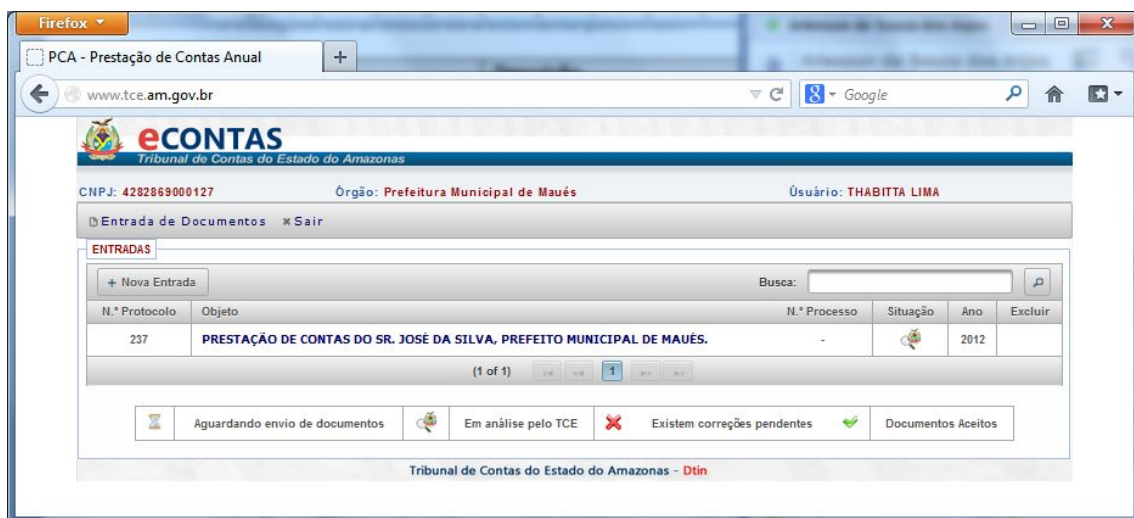 Firefox
PCA - Prestação de Contas Anual
www.tce.am.gov.br
Google
eCONTAS
Tribunal de Contas do Estado do Amazonas
CNPJ: 4282869000127 Órgão: Prefeitura Municipal de Maués Úsuário: THABITTA LIMA
Entrada de Documentos Sair
ENTRADAS
+ Nova Entrada Busca:
N.º Protocolo Objeto N.º Processo Situação Ano Excluir
237 PRESTAÇÃO DE CONTAS DO SR. JOSÉ DA SILVA, PREFEITO MUNICIPAL DE MAUÉS. - 2012
(1 of 1) 1
Aguardando envio de documentos Em análise pelo TCE Existem correções pendentes Documentos Aceitos
Tribunal de Contas do Estado do Amazonas - Dtin